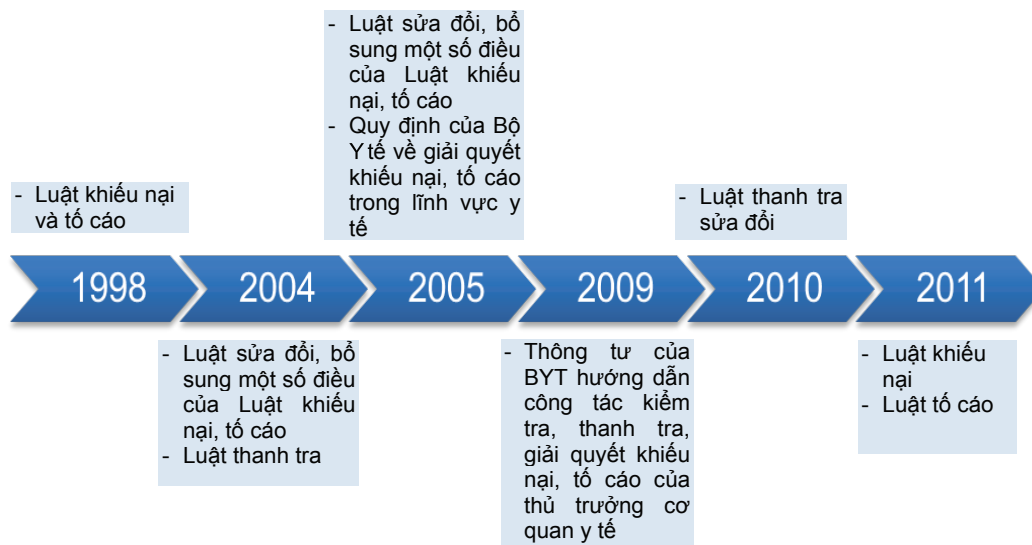 - Luật sửa đổi, bổ
sung một số điều
của Luật khiếu
nại, tố cáo
- Quy định của Bộ
Y tế về giải quyết
khiếu nại, tố cáo
trong lĩnh vực y
tế
- Luật khiếu nại
và tố cáo
- Luật thanh tra
sửa đổi
1998
2004
2005
2009
2010
2011
- Luật sửa đổi, bổ
sung một số điều
của Luật khiếu
nại, tố cáo
- Luật thanh tra
- Thông tư của
BYT hướng dẫn
công tác kiểm
tra, thanh tra,
giải quyết khiếu
nại, tố cáo của
thủ trưởng cơ
quan y tế
- Luật khiếu
nại
- Luật tố cáo